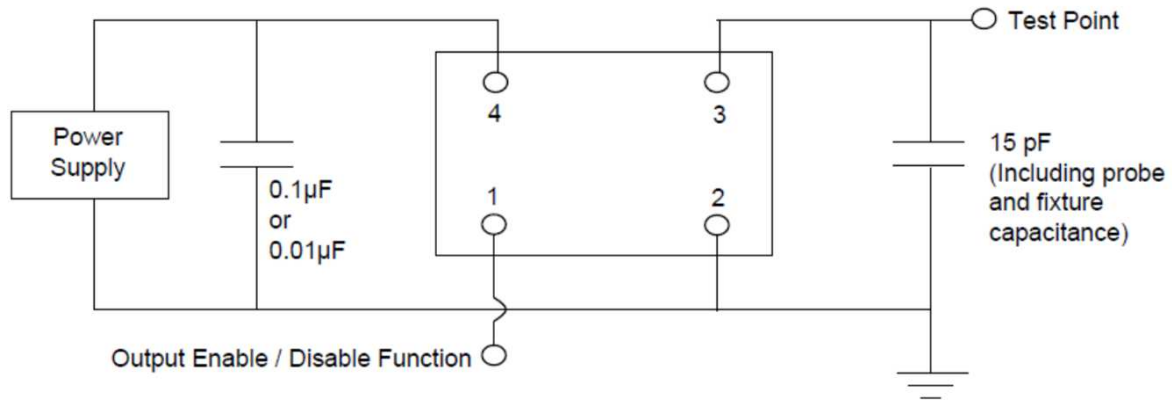 Test Point
4
3
Power
Supply
15 pF
(Including probe
and fixture
capacitance)
0.1µF
or
0.01µF
1
2
Output Enable / Disable Function